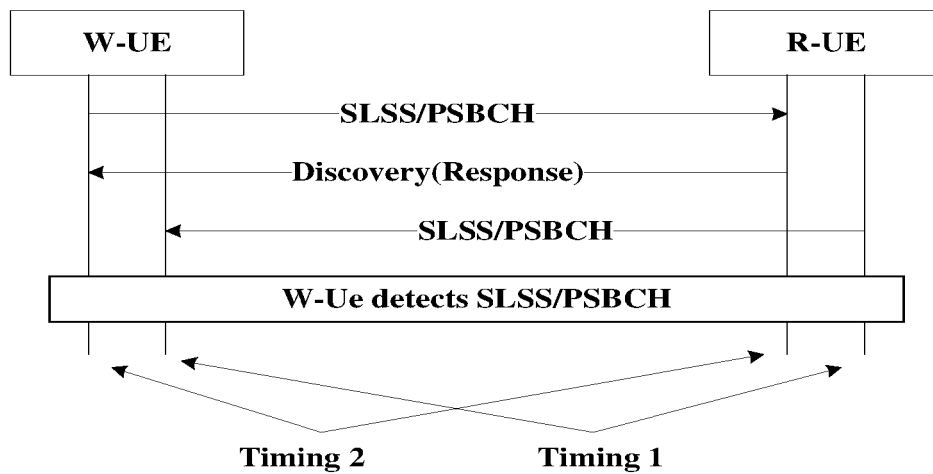 W-UE
R-UE
SLSS/PSBCH
Discovery(Response)
SLSS/PSBCH
W-Ue detects SLSS/PSBCH
Timing 2
Timing 1